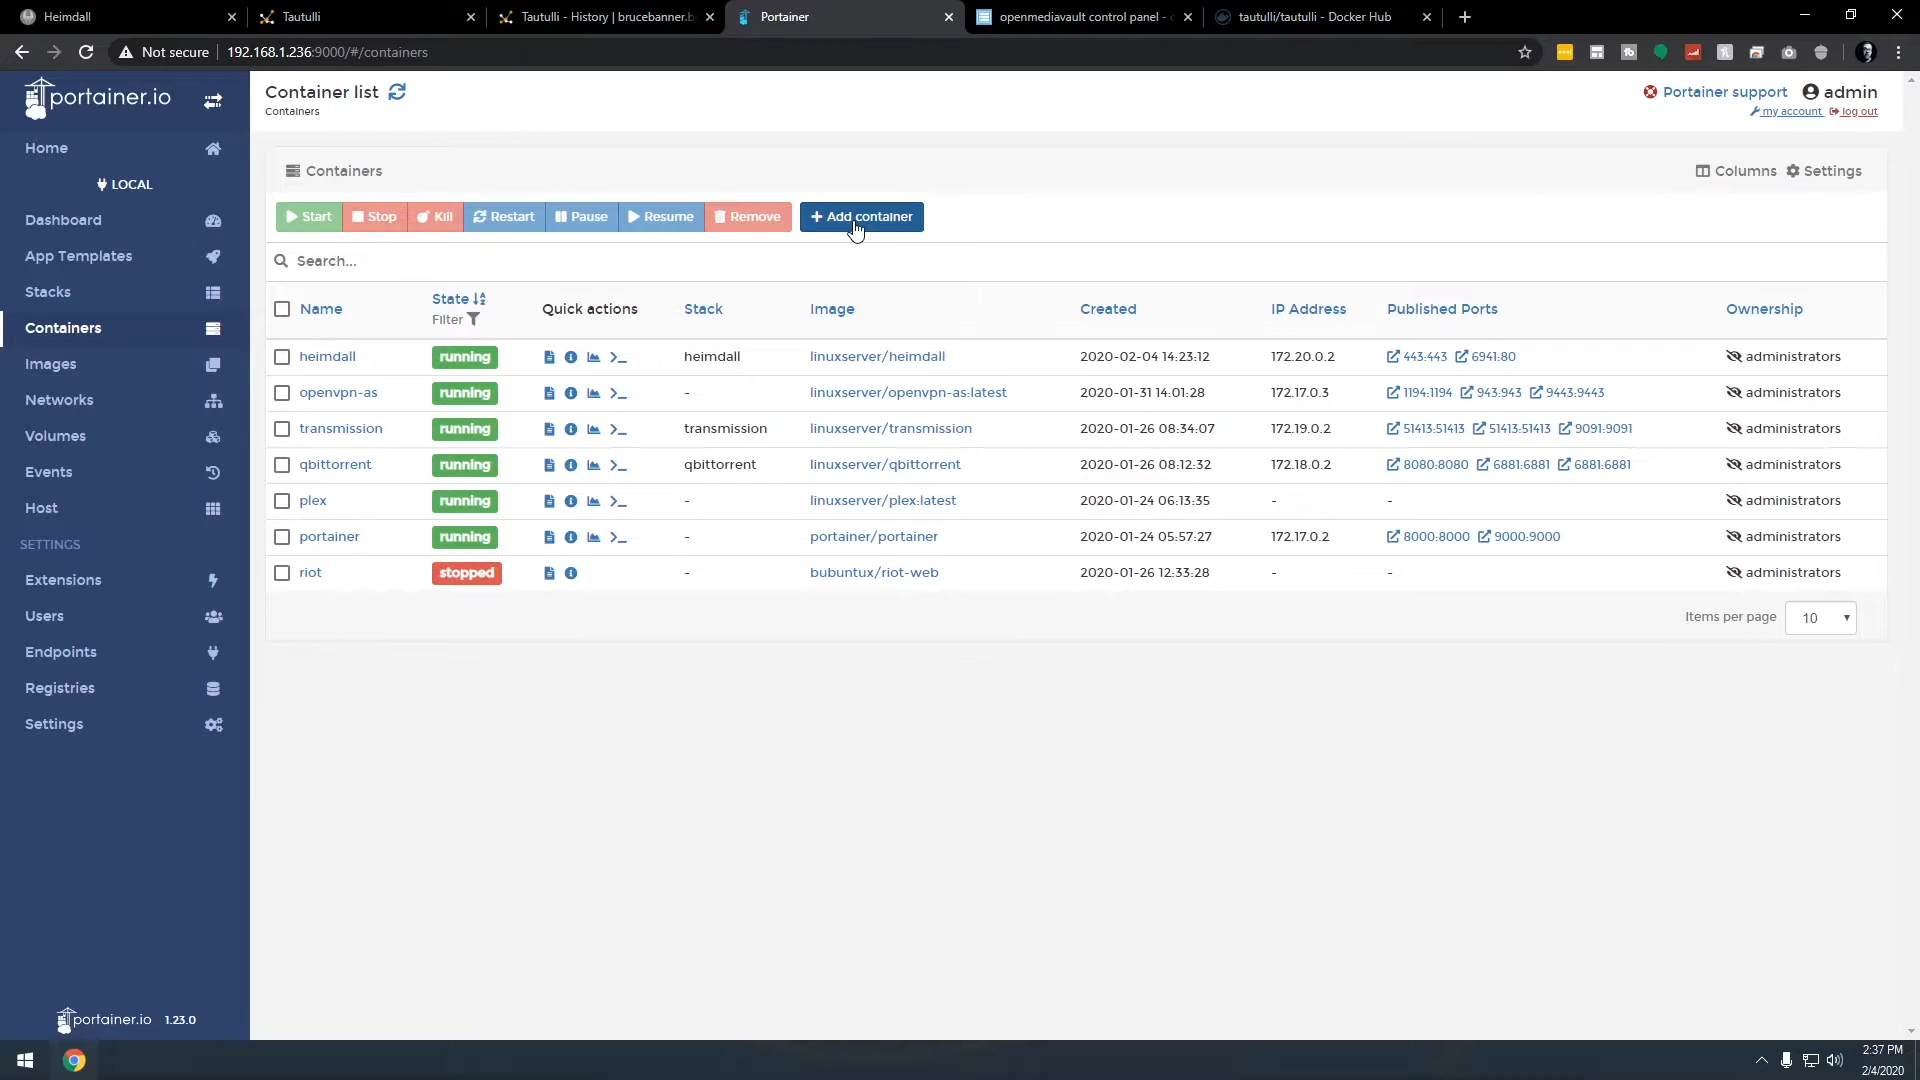 Heimdall
Tautulli
Tautulli - History | brucebanner.b
Portainer
openmediavault control panel -
tautulli/tautulli - Docker Hub
Not secure | 192.168.1.236:9000/#/containers
portainer.io
Container list
Containers
Portainer support admin
my account log out
Home
LOCAL
Dashboard
App Templates
Stacks
Containers
Images
Networks
Volumes
Events
Host
SETTINGS
Extensions
Users
Endpoints
Registries
Settings
portainer.io 1.23.0
Containers Columns Settings
Start Stop Kill Restart Pause Resume Remove + Add container
Search...
Name State Filter Quick actions Stack Image Created IP Address Published Ports Ownership
heimdall running >_ heimdall linuxserver/heimdall 2020-02-04 14:23:12 172.20.0.2 443:443 6941:80 administrators
openvpn-as running >_ - linuxserver/openvpn-as:latest 2020-01-31 14:01:28 172.17.0.3 1194:1194 943:943 9443:9443 administrators
transmission running >_ transmission linuxserver/transmission 2020-01-26 08:34:07 172.19.0.2 51413:51413 51413:51413 9091:9091 administrators
qbittorrent running >_ qbittorrent linuxserver/qbittorrent 2020-01-26 08:12:32 172.18.0.2 8080:8080 6881:6881 6881:6881 administrators
plex running >_ - linuxserver/plex:latest 2020-01-24 06:13:35 - - administrators
portainer running >_ - portainer/portainer 2020-01-24 05:57:27 172.17.0.2 8000:8000 9000:9000 administrators
riot stopped - bubuntux/riot-web 2020-01-26 12:33:28 - - administrators
Items per page 10
2:37 PM
2/4/2020